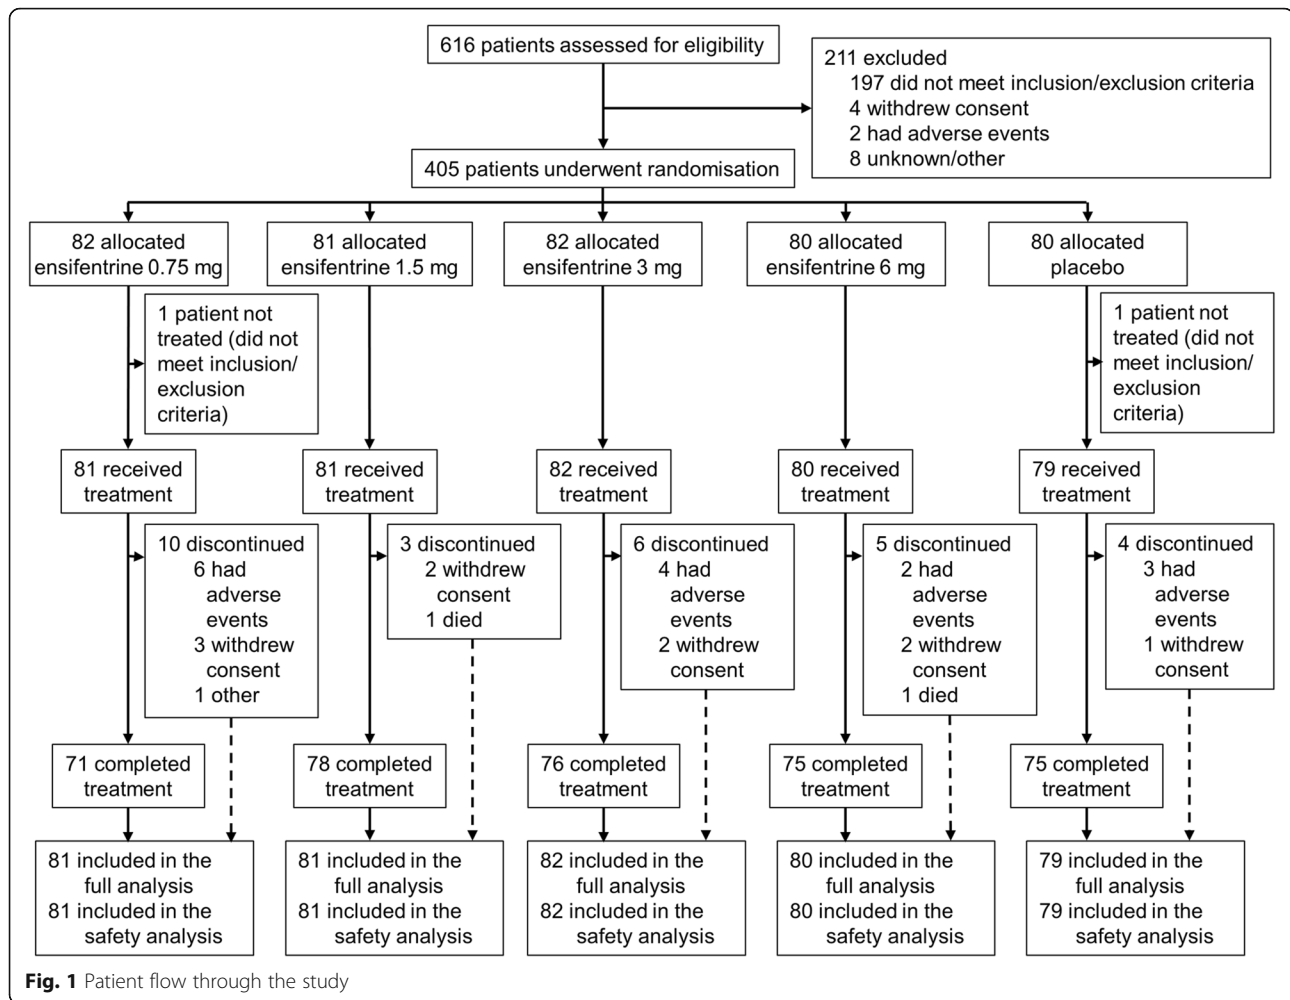 616 patients assessed for eligibility
211 excluded
197 did not meet inclusion/exclusion criteria
4 withdrew consent
2 had adverse events
8 unknown/other
405 patients underwent randomisation
82 allocated
ensifentrine 0.75 mg
81 allocated
ensifentrine 1.5 mg
82 allocated
ensifentrine 3 mg
80 allocated
ensifentrine 6 mg
80 allocated
placebo
1 patient not
treated (did not
meet inclusion/
exclusion
criteria)
1 patient not
treated (did not
meet inclusion/
exclusion
criteria)
81 received
treatment
81 received
treatment
82 received
treatment
80 received
treatment
79 received
treatment
10 discontinued
6 had
adverse
events
3 withdrew
consent
1 other
3 discontinued
2 withdrew
consent
1 died
6 discontinued
4 had
adverse
events
2 withdrew
consent
5 discontinued
2 had
adverse
events
2 withdrew
consent
1 died
4 discontinued
3 had
adverse
events
1 withdrew
consent
71 completed
treatment
78 completed
treatment
76 completed
treatment
75 completed
treatment
75 completed
treatment
81 included in the
full analysis
81 included in the
safety analysis
81 included in the
full analysis
81 included in the
safety analysis
82 included in the
full analysis
82 included in the
safety analysis
80 included in the
full analysis
80 included in the
safety analysis
79 included in the
full analysis
79 included in the
safety analysis
Fig. 1 Patient flow through the study